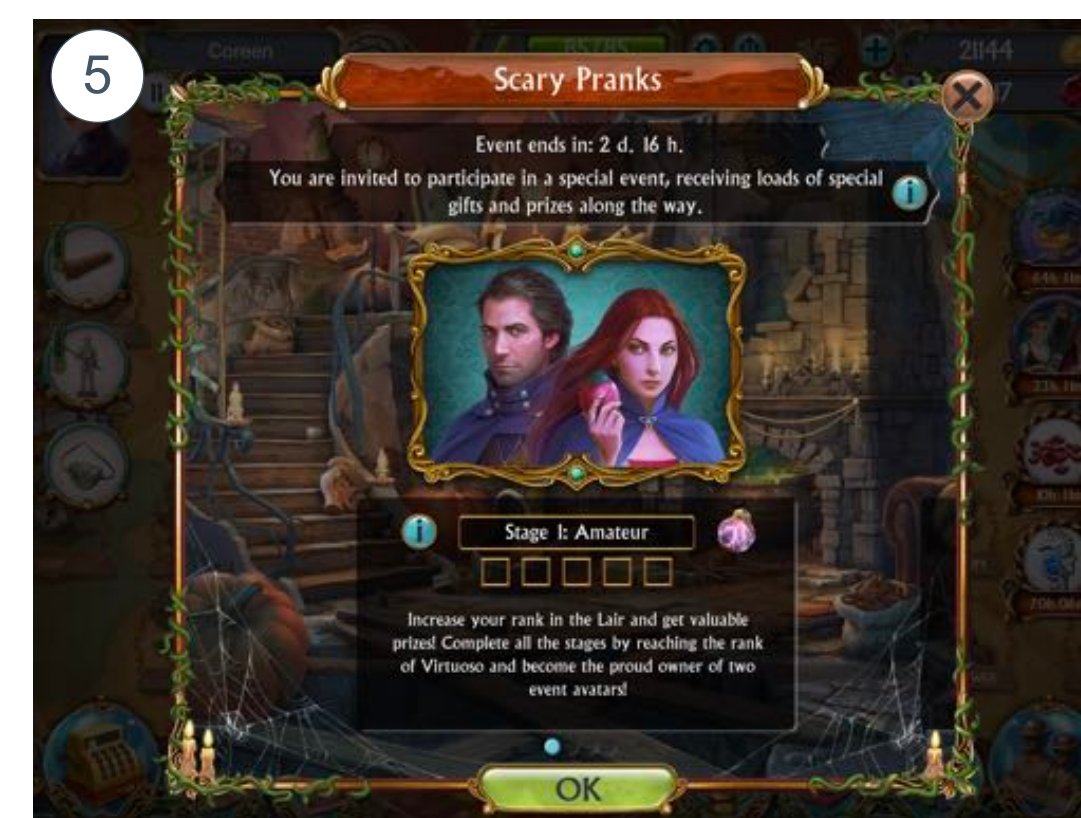 5
Coreen
85/85
21144
Scary Pranks
Event ends in: 2 d. 16 h.
You are invited to participate in a special event, receiving loads of special
gifts and prizes along the way.
Stage 1: Amateur
Increase your rank in the Lair and get valuable
prizes! Complete all the stages by reaching the rank
of Virtuoso and become the proud owner of two
event avatars!
OK